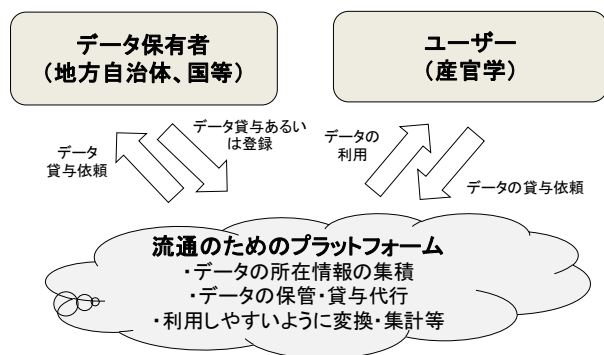 データ保有者
（地方自治体、国等）
ユーザー
（産官学）
データ
貸与依頼
データ貸与あるい
は登録
データの
利用
データの貸与依頼
流通のためのプラットフォーム
・データの所在情報の集積
・データの保管・貸与代行
・利用しやすいように変換・集計等